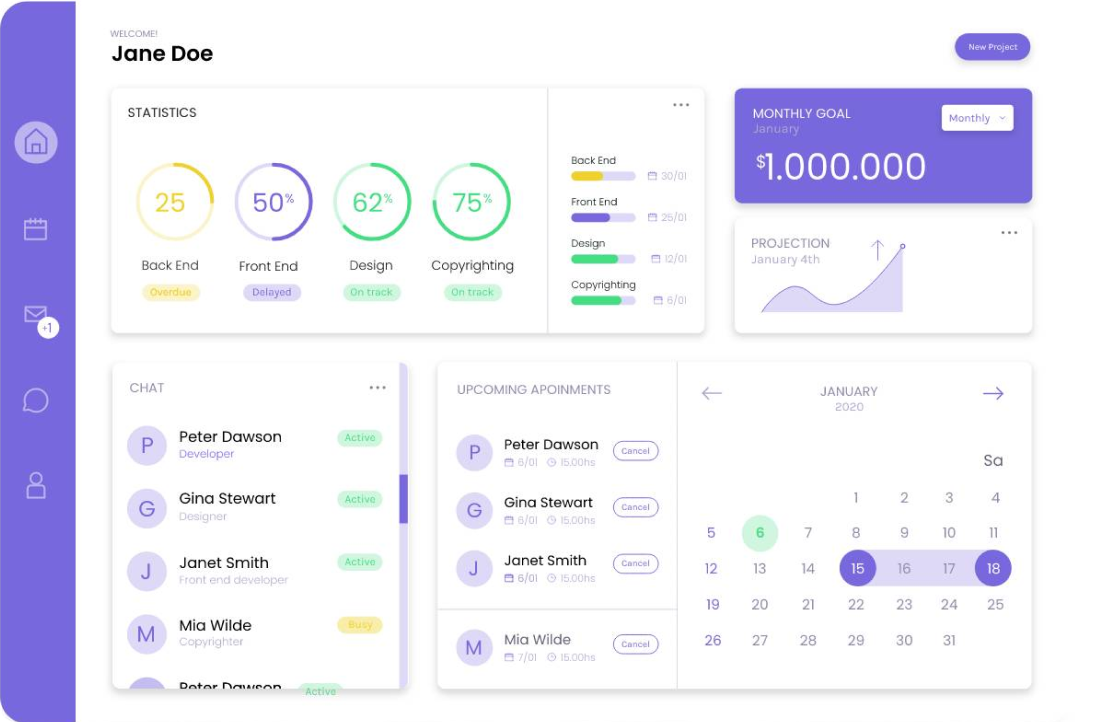 WELCOME!
Jane Doe
New Project
STATISTICS
25
50%
62%
75%
Back End
Front End
Design
Copyrighting
Overdue
Delayed
On track
On track
Back End
30/01
Front End
25/01
Design
12/01
Copyrighting
6/01
MONTHLY GOAL
January
Monthly
$1.000.000
PROJECTION
January 4th
+1
CHAT
Peter Dawson
Active
Developer
Gina Stewart
Active
Designer
Janet Smith
Active
Front end developer
Mia Wilde
Busy
Copyrighter
Peter Dawson
Active
P
G
J
M
UPCOMING APOINMENTS
P
Peter Dawson
Cancel
6/01 15.00hs
G
Gina Stewart
Cancel
6/01 15.00hs
J
Janet Smith
Cancel
6/01 15.00hs
M
Mia Wilde
Cancel
7/01 15.00hs
JANUARY
2020
Sa
1 2 3 4
5 6 7 8 9 10 11
12 13 14 15 16 17 18
19 20 21 22 23 24 25
26 27 28 29 30 31